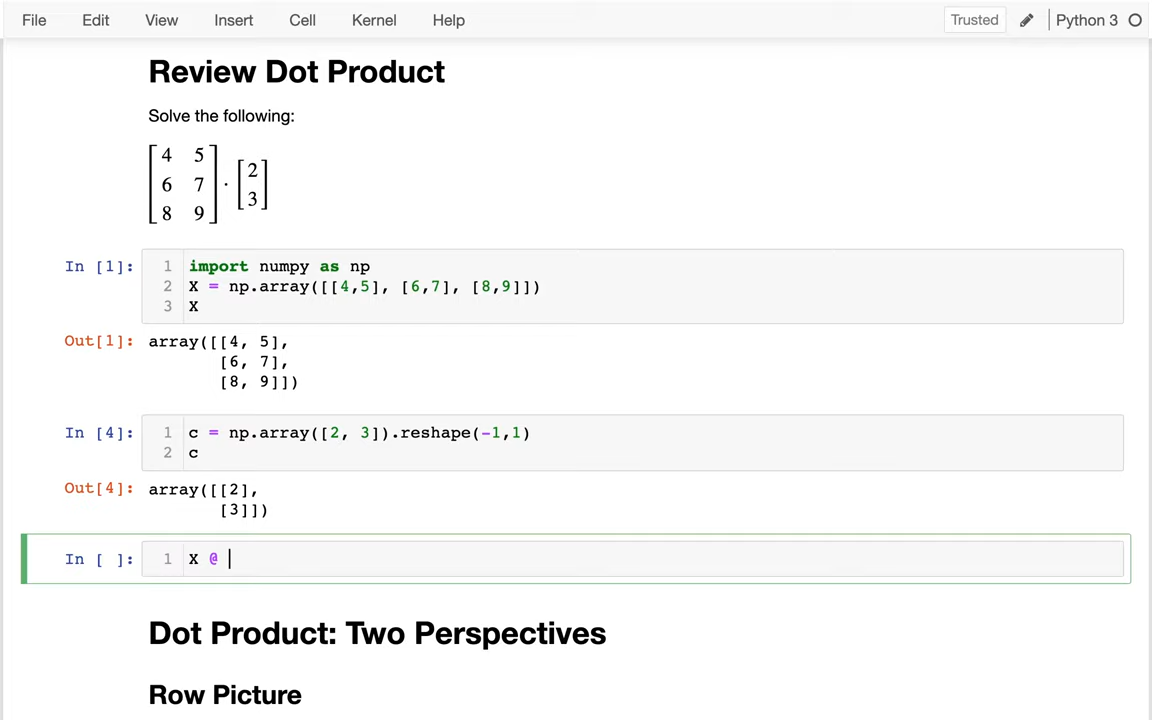 File Edit View Insert Cell Kernel Help Trusted Python 3
Review Dot Product
Solve the following:
[4 5
6 7
8 9] · [2
3]
In [1]: 1 import numpy as np
2 X = np.array([[4,5], [6,7], [8,9]])
3 X
Out[1]: array([[4, 5],
[6, 7],
[8, 9]])
In [4]: 1 c = np.array([2, 3]).reshape(-1,1)
2 c
Out[4]: array([[2],
[3]])
In [ ]: 1 X @
Dot Product: Two Perspectives
Row Picture